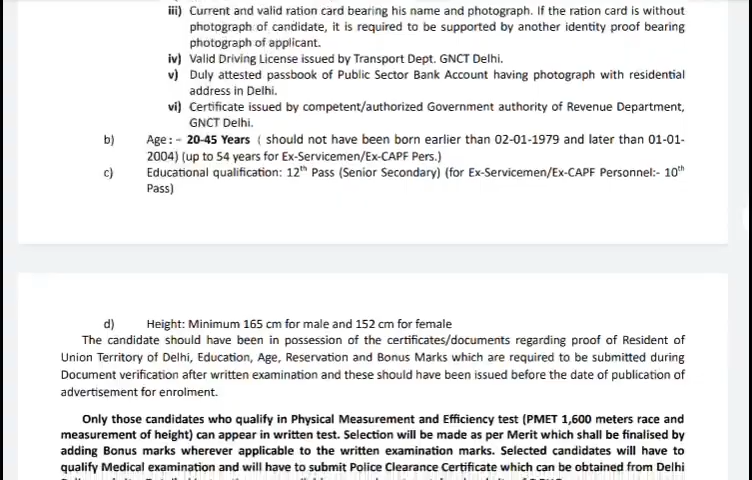 iii) Current and valid ration card bearing his name and photograph. If the ration card is without
photograph of candidate, it is required to be supported by another identity proof bearing
photograph of applicant.
iv) Valid Driving License issued by Transport Dept. GNCT Delhi.
v) Duly attested passbook of Public Sector Bank Account having photograph with residential
address in Delhi.
vi) Certificate issued by competent/authorized Government authority of Revenue Department,
GNCT Delhi.
b) Age : - 20-45 Years ( should not have been born earlier than 02-01-1979 and later than 01-01-
2004) (up to 54 years for Ex-Servicemen/Ex-CAPF Pers.)
c) Educational qualification: 12th Pass (Senior Secondary) (for Ex-Servicemen/Ex-CAPF Personnel:- 10th
Pass)
d) Height: Minimum 165 cm for male and 152 cm for female
The candidate should have been in possession of the certificates/documents regarding proof of Resident of
Union Territory of Delhi, Education, Age, Reservation and Bonus Marks which are required to be submitted during
Document verification after written examination and these should have been issued before the date of publication of
advertisement for enrolment.
Only those candidates who qualify in Physical Measurement and Efficiency test (PMET 1,600 meters race and
measurement of height) can appear in written test. Selection will be made as per Merit which shall be finalised by
adding Bonus marks wherever applicable to the written examination marks. Selected candidates will have to
qualify Medical examination and will have to submit Police Clearance Certificate which can be obtained from Delhi